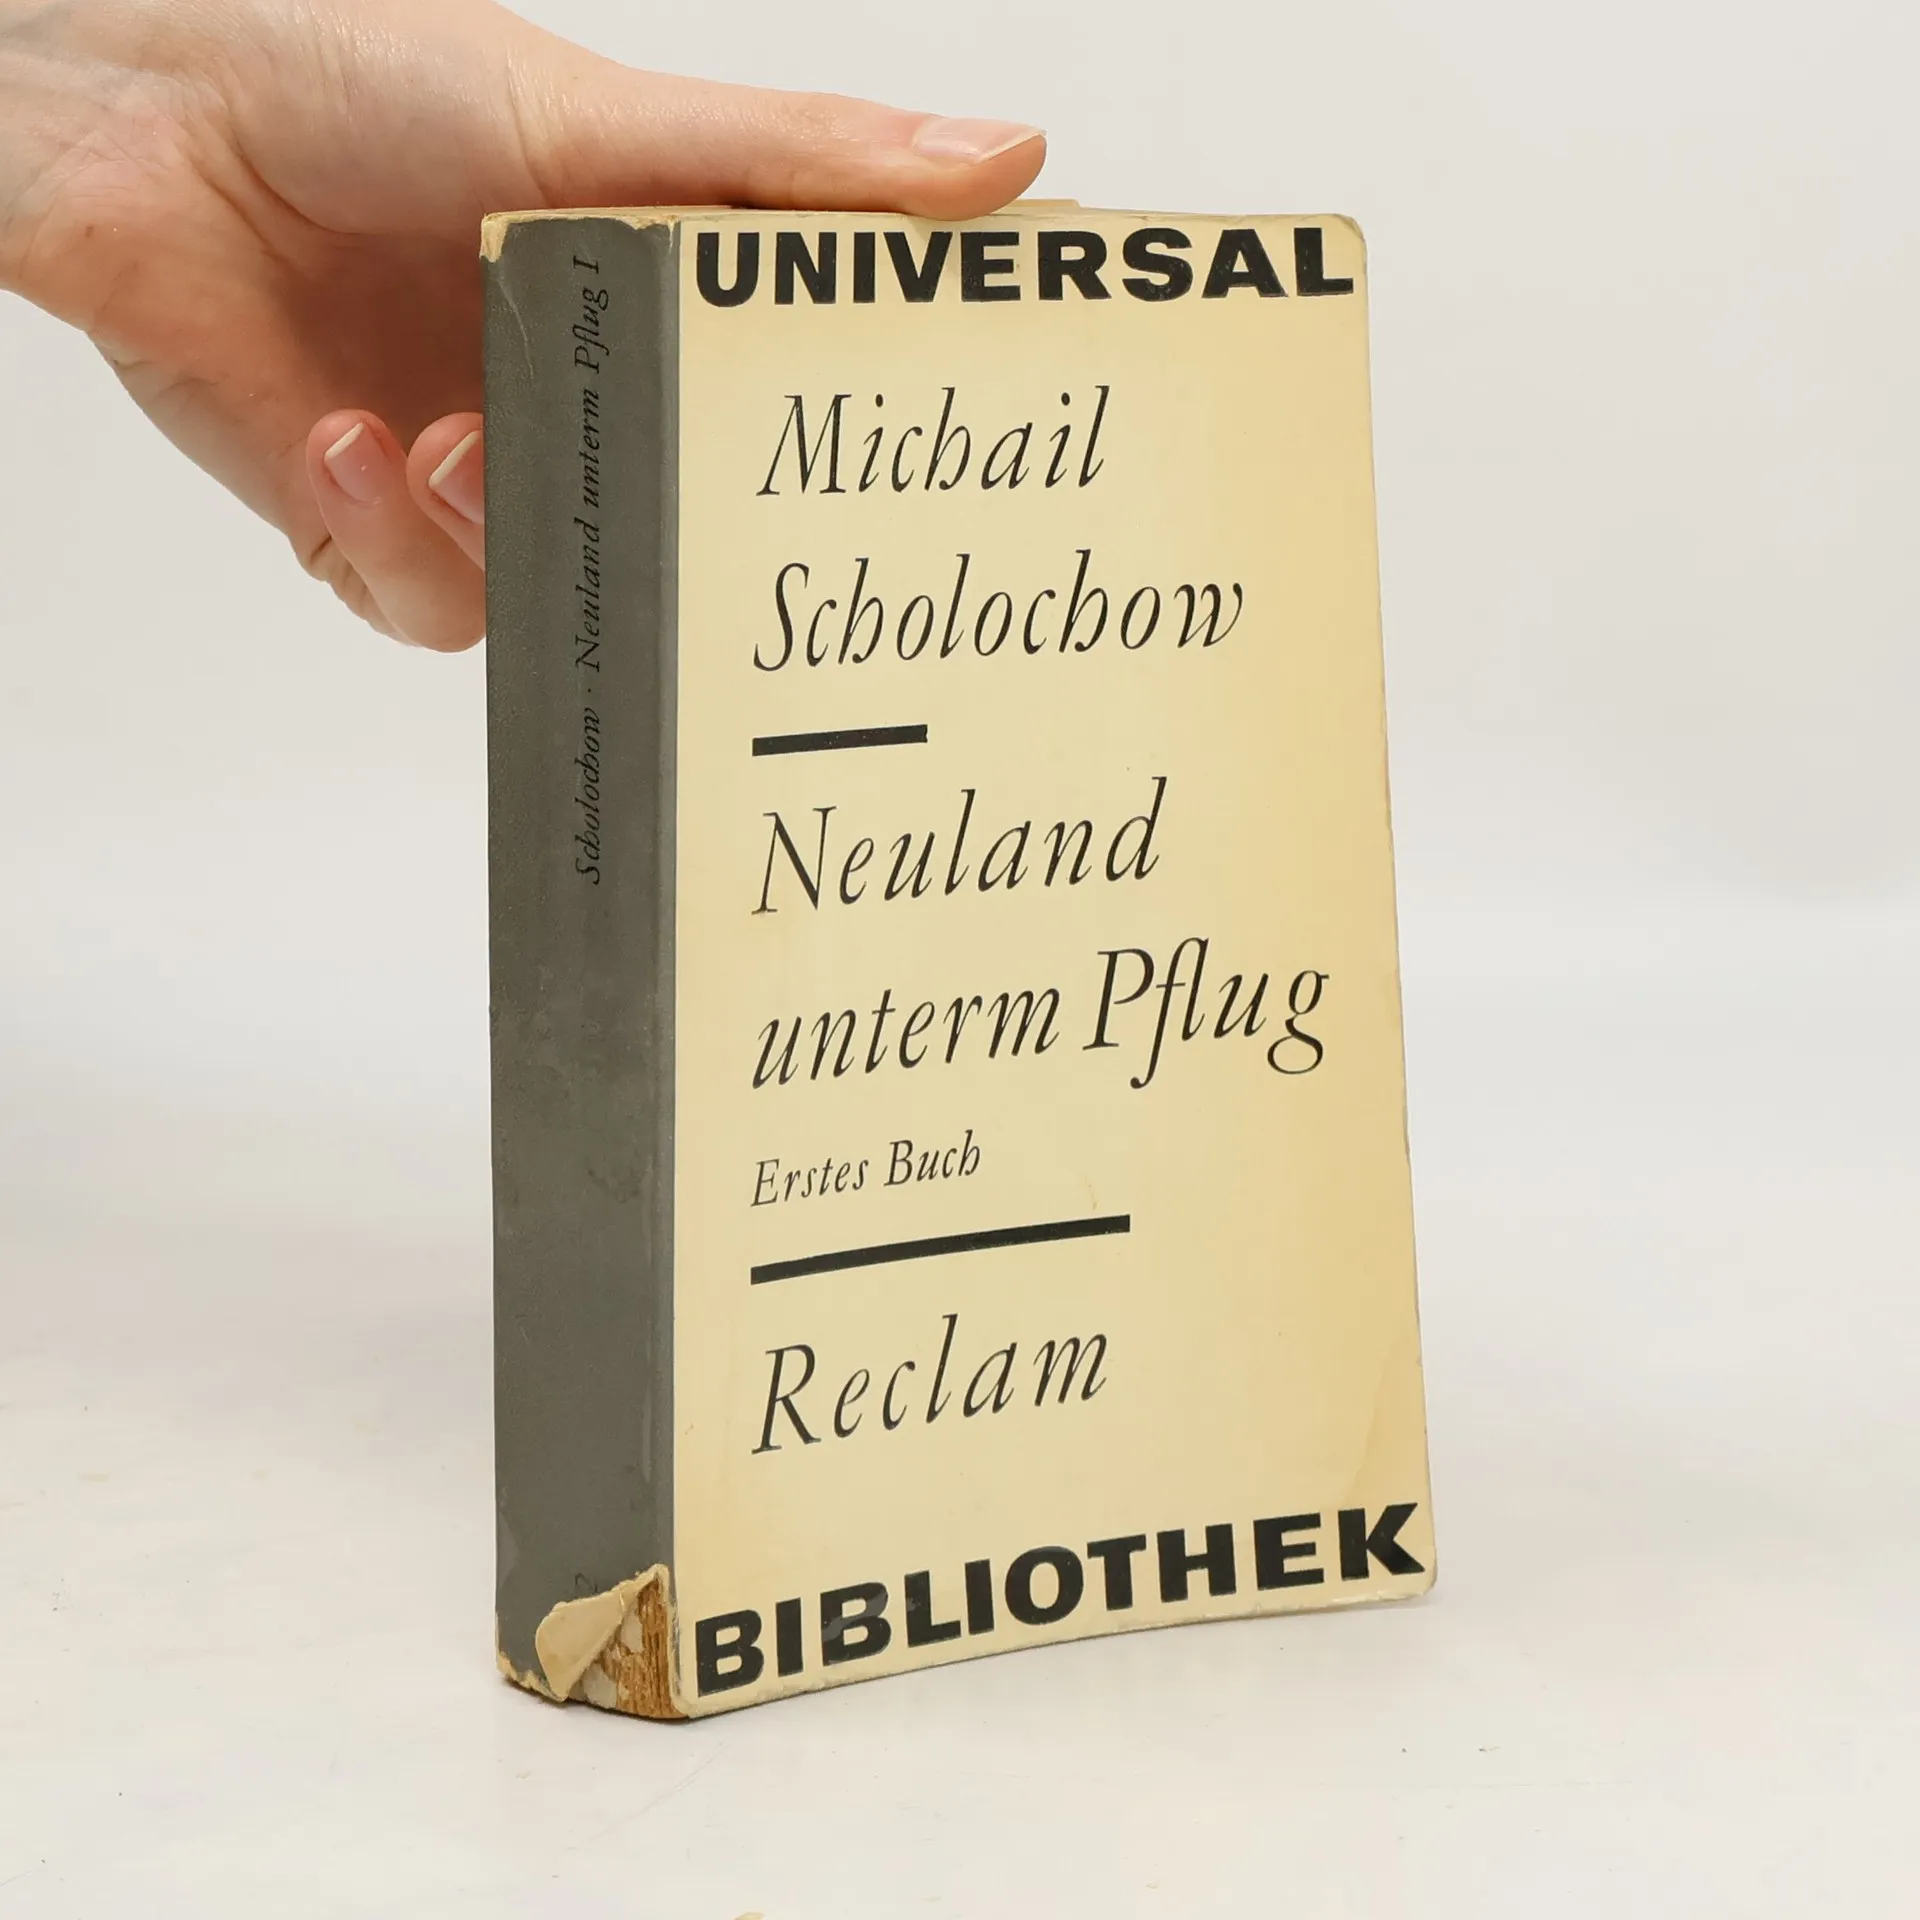 UNIVERSAL
Michail
Scholochow
Neuland
unterm Pflug
Erstes Buch
Reclam
BIBLIOTHEK
Scholochow · Neuland unterm Pflug I